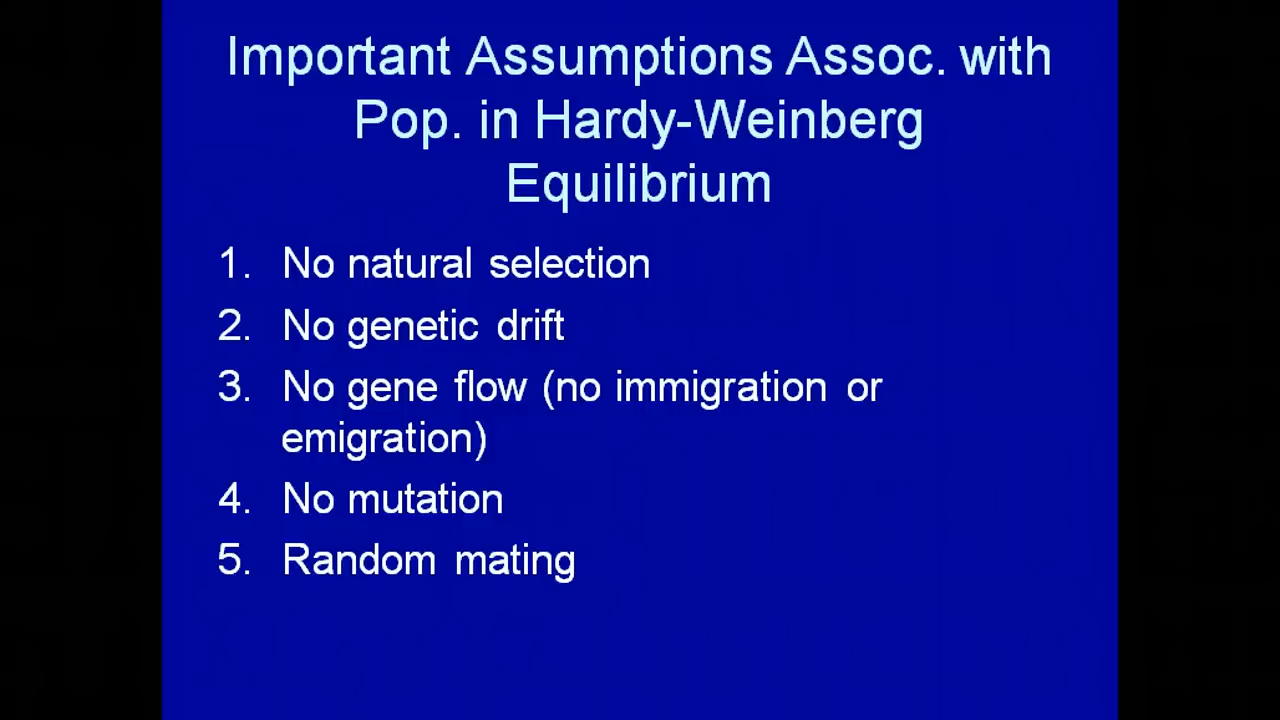 Important Assumptions Assoc. with
Pop. in Hardy-Weinberg
Equilibrium
1. No natural selection
2. No genetic drift
3. No gene flow (no immigration or
emigration)
4. No mutation
5. Random mating